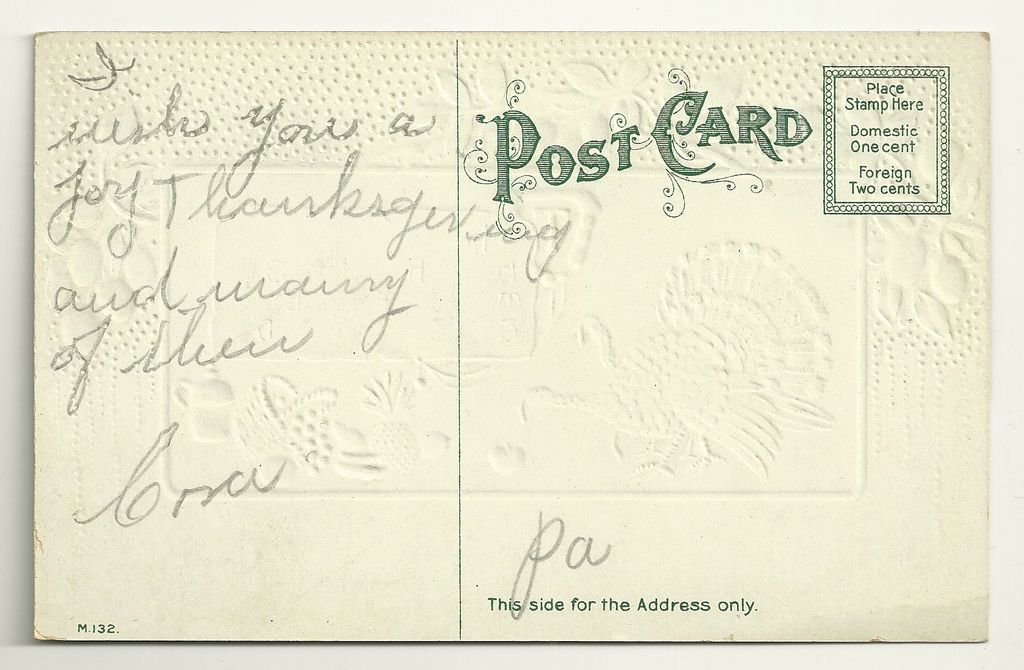 I
wish you a
joy Thanksgiving
and many
of them
Cora
POST CARD
Place
Stamp Here
Domestic
One cent
Foreign
Two cents
pa
This side for the Address only.
M.132.